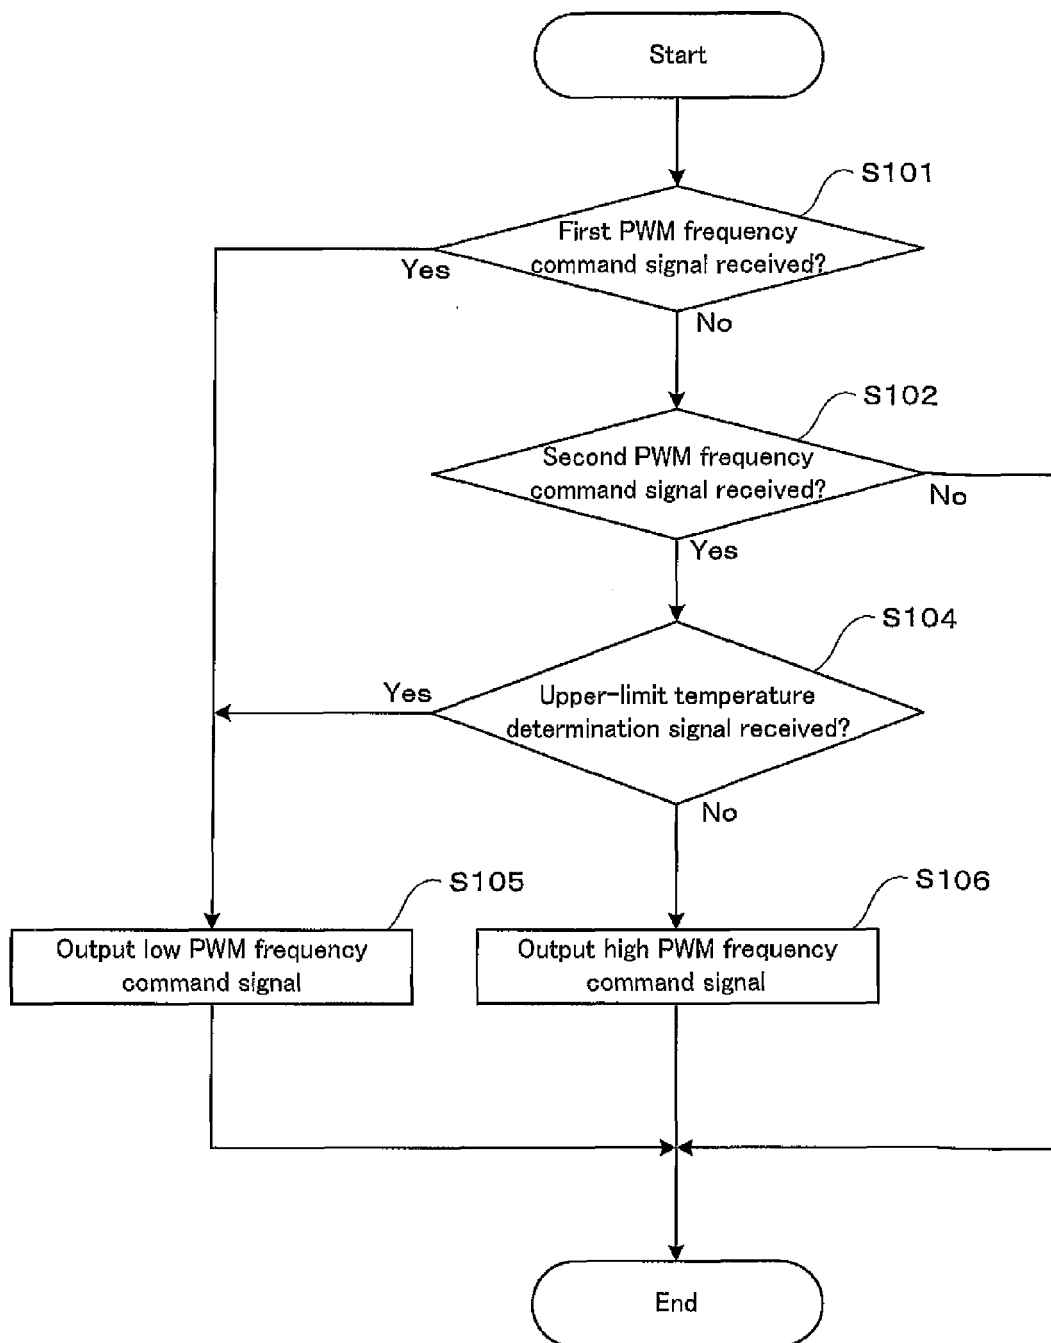 Start
S101
First PWM frequency
command signal received?
Yes
No
S102
Second PWM frequency
command signal received?
No
Yes
S104
Yes
Upper-limit temperature
determination signal received?
No
S105
S106
Output low PWM frequency
command signal
Output high PWM frequency
command signal
End